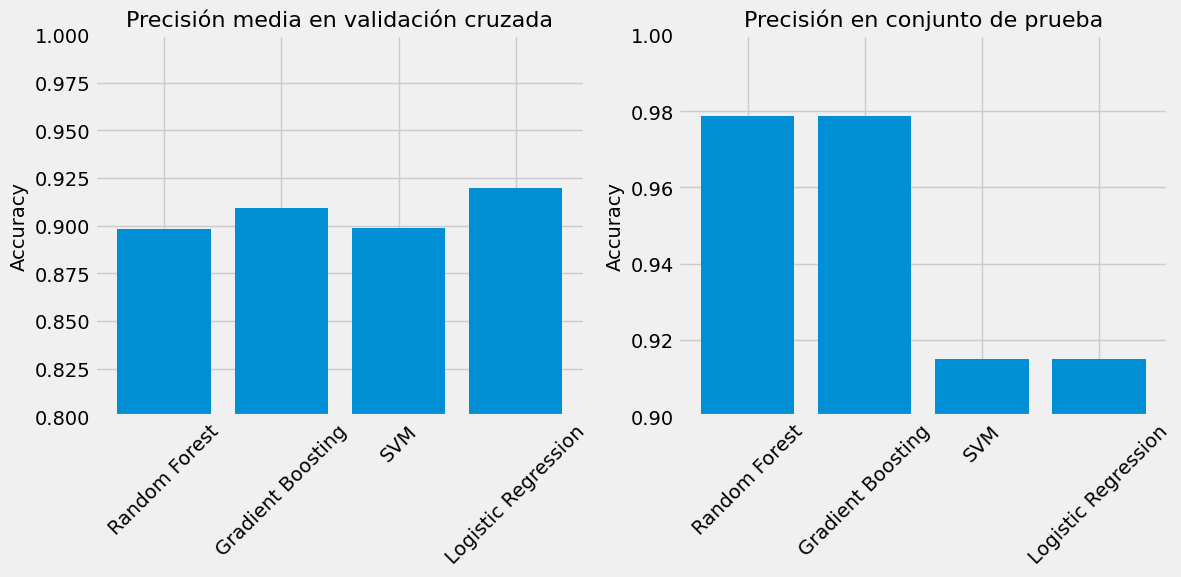 Precisión media en validación cruzada
Accuracy
1.000
0.975
0.950
0.925
0.900
0.875
0.850
0.825
0.800
Random Forest
Gradient Boosting
SVM
Logistic Regression
Precisión en conjunto de prueba
Accuracy
1.00
0.98
0.96
0.94
0.92
0.90
Random Forest
Gradient Boosting
SVM
Logistic Regression